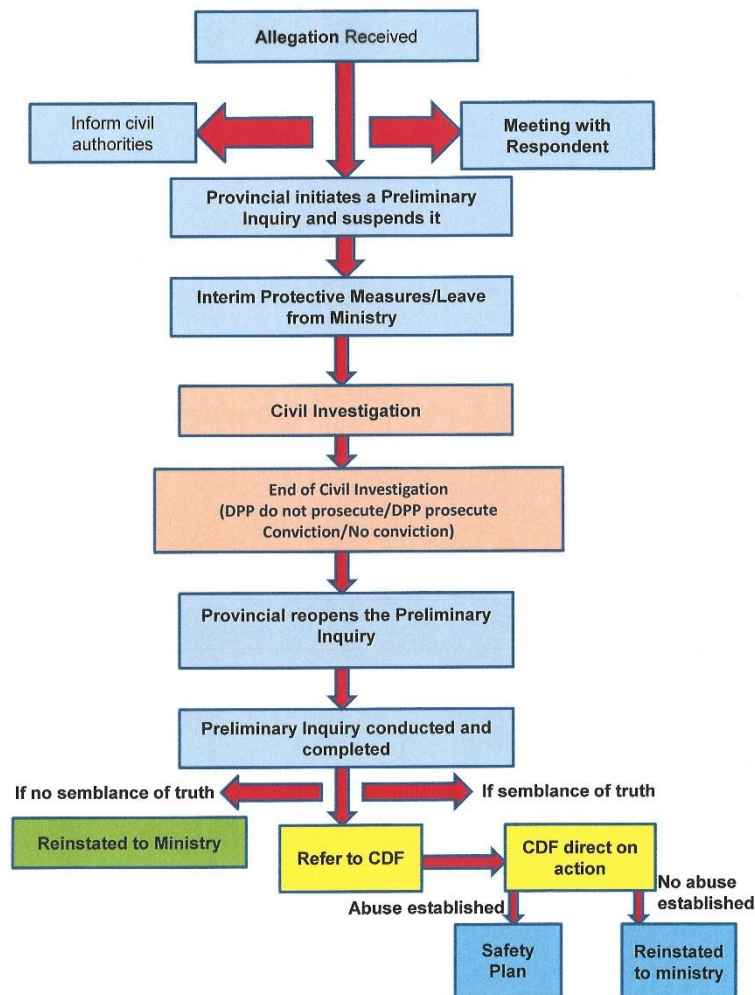 Allegation Received
Inform civil
authorities
Meeting with
Respondent
Provincial initiates a Preliminary
Inquiry and suspends it
Interim Protective Measures/Leave
from Ministry
Civil Investigation
End of Civil Investigation
(DPP do not prosecute/DPP prosecute
Conviction/No conviction)
Provincial reopens the Preliminary
Inquiry
Preliminary Inquiry conducted and
completed
If no semblance of truth
If semblance of truth
Reinstated to Ministry
Refer to CDF
CDF direct on
action
Abuse established
No abuse
established
Safety
Plan
Reinstated
to ministry